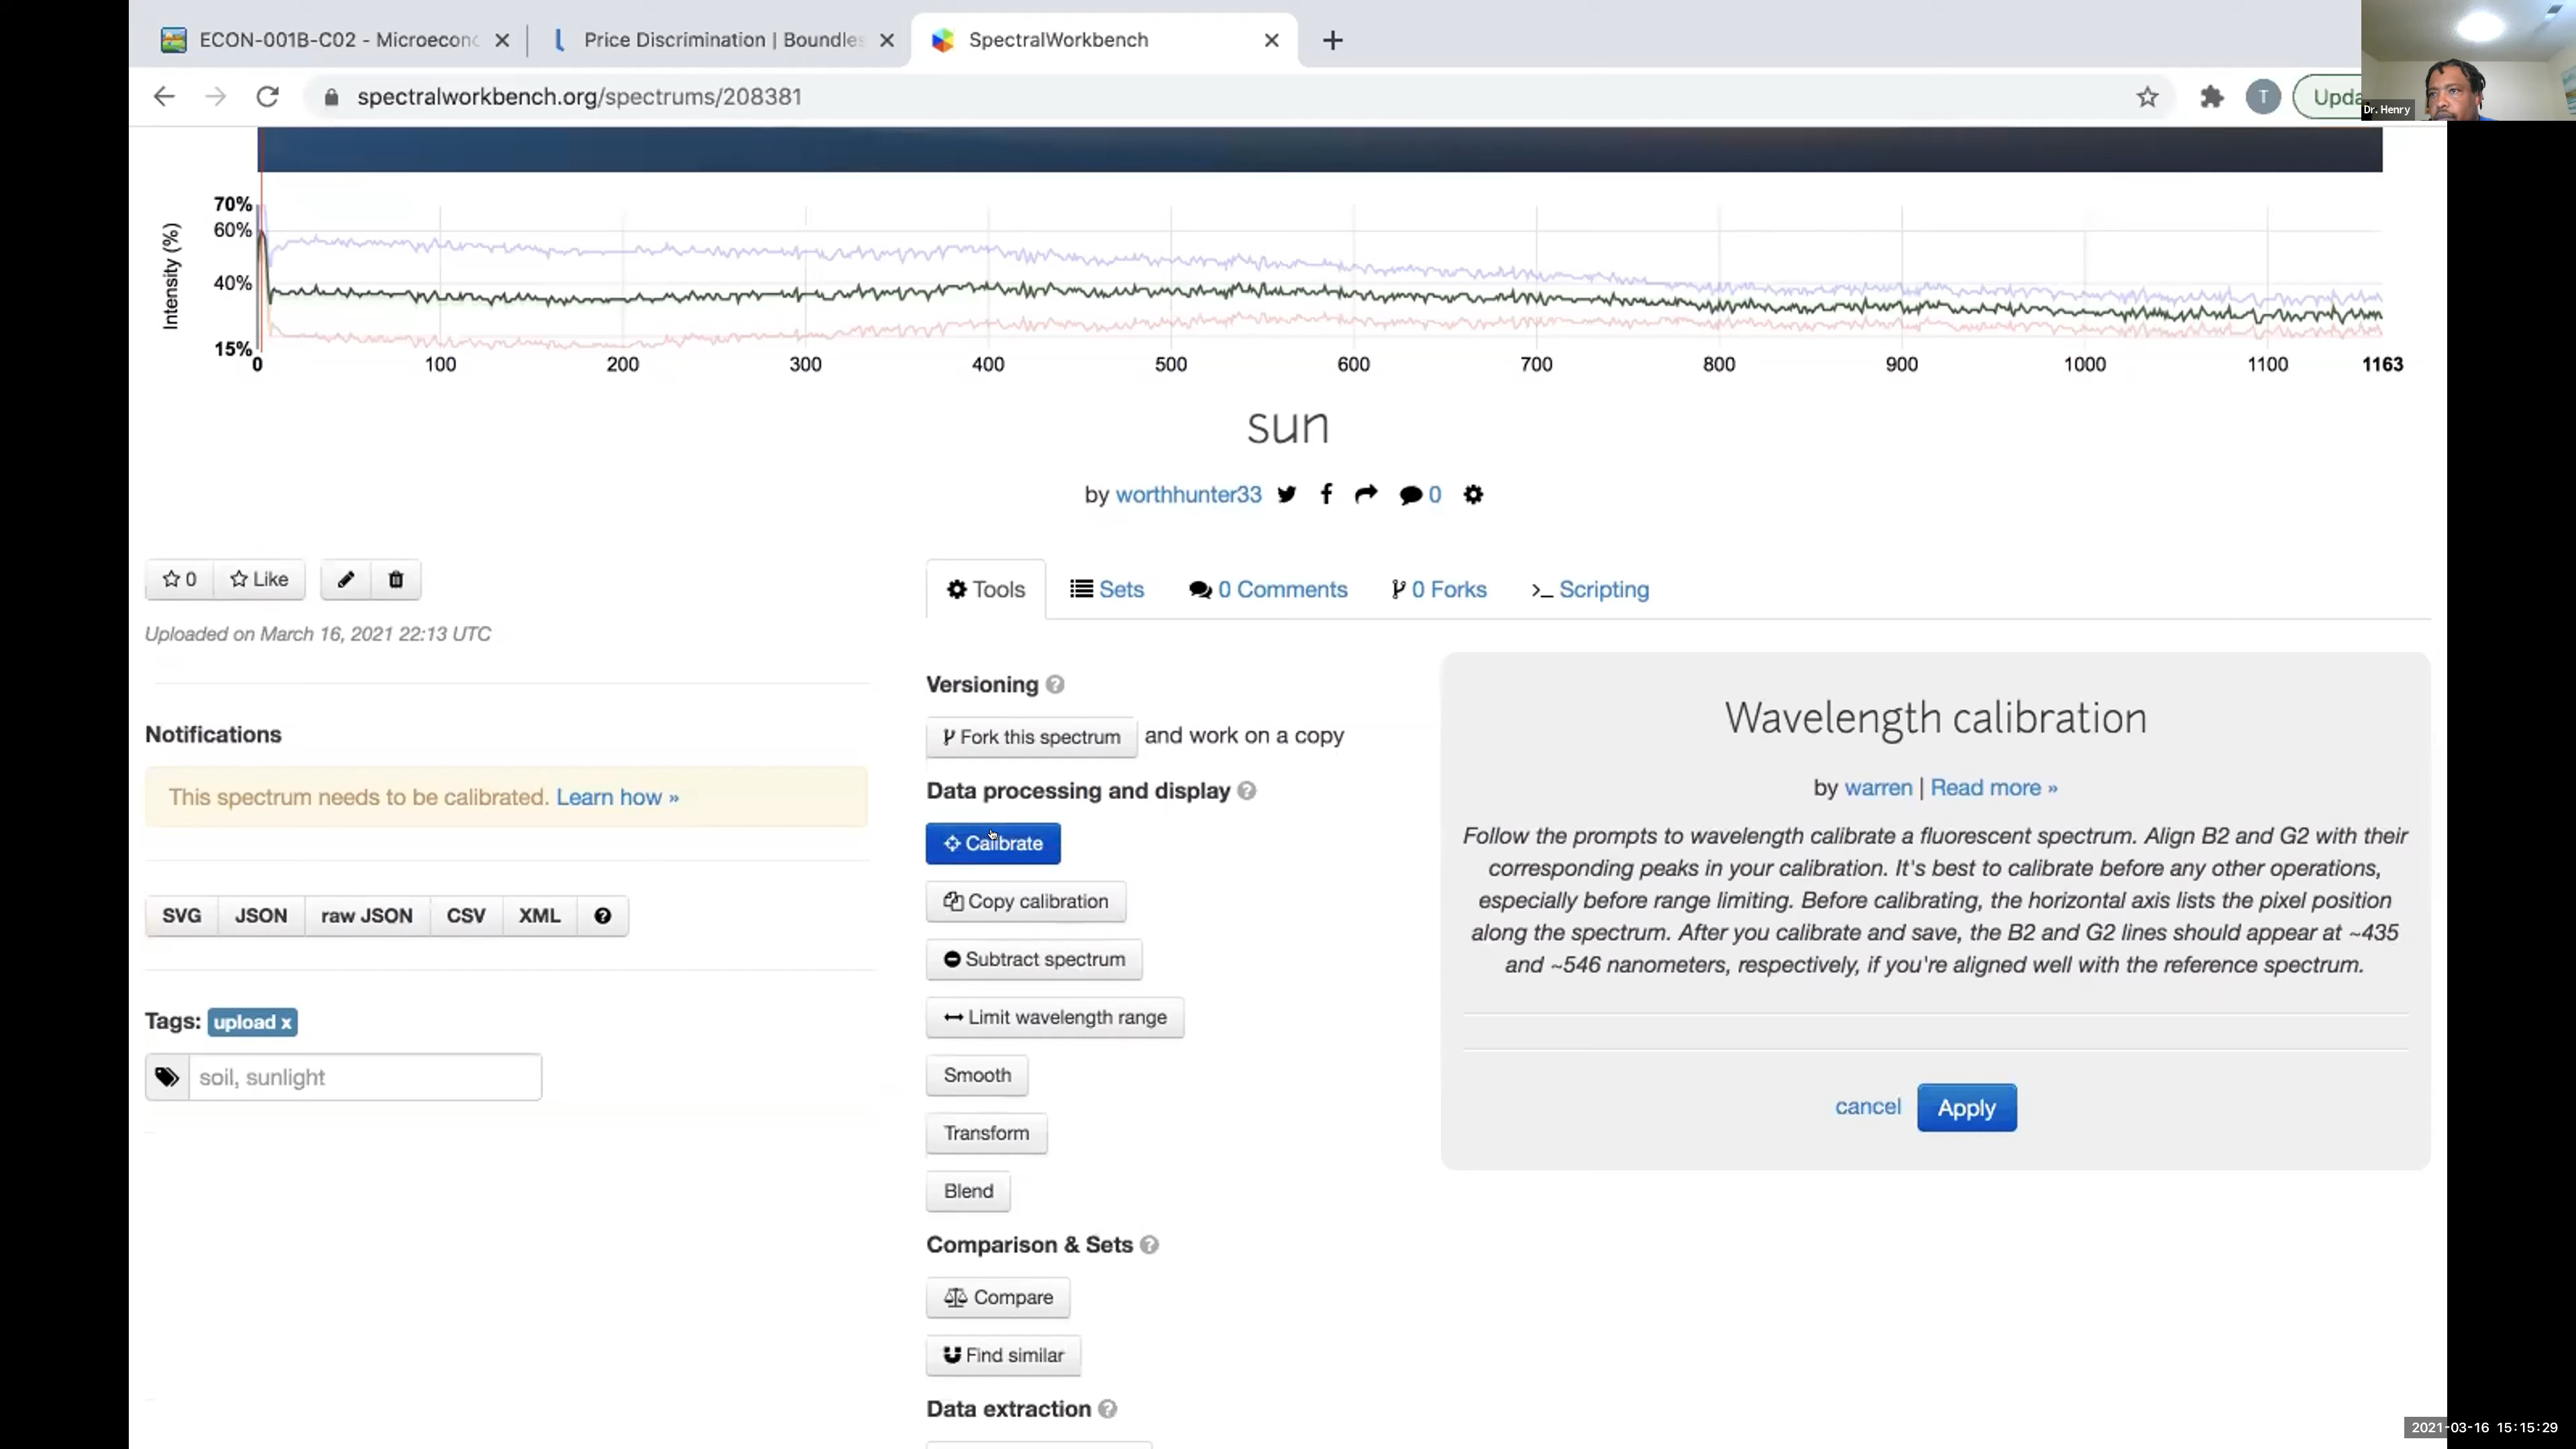 ECON-001B-C02 - Microecono
Price Discrimination | Boundles
SpectralWorkbench
spectralworkbench.org/spectrums/208381
T
Upda
Dr. Henry
Intensity (%)
70%
60%
40%
15%
0 100 200 300 400 500 600 700 800 900 1000 1100 1163
sun
by worthhunter33 0
0 Like
Uploaded on March 16, 2021 22:13 UTC
Notifications
This spectrum needs to be calibrated. Learn how »
SVG JSON raw JSON CSV XML ?
Tags: upload x
soil, sunlight
Tools Sets 0 Comments 0 Forks >_ Scripting
Versioning ?
Fork this spectrum and work on a copy
Data processing and display ?
Calibrate
Copy calibration
Subtract spectrum
Limit wavelength range
Smooth
Transform
Blend
Comparison & Sets ?
Compare
Find similar
Data extraction ?
Wavelength calibration
by warren | Read more »
Follow the prompts to wavelength calibrate a fluorescent spectrum. Align B2 and G2 with their
corresponding peaks in your calibration. It's best to calibrate before any other operations,
especially before range limiting. Before calibrating, the horizontal axis lists the pixel position
along the spectrum. After you calibrate and save, the B2 and G2 lines should appear at ~435
and ~546 nanometers, respectively, if you're aligned well with the reference spectrum.
cancel Apply
2021-03-16 15:15:29